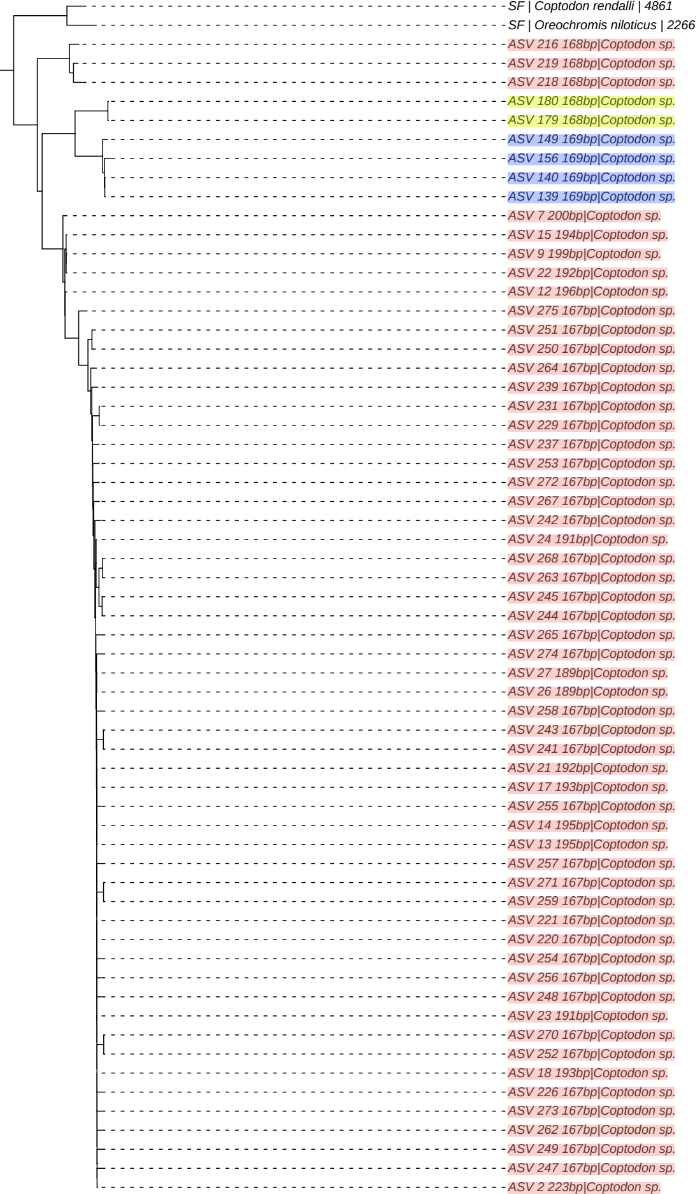 SF | Coptodon rendalli | 4861
SF | Oreochromis niloticus | 2266
ASV 216 168bp|Coptodon sp.
ASV 219 168bp|Coptodon sp.
ASV 218 168bp|Coptodon sp.
ASV 180 168bp|Coptodon sp.
ASV 179 168bp|Coptodon sp.
ASV 149 169bp|Coptodon sp.
ASV 156 169bp|Coptodon sp.
ASV 140 169bp|Coptodon sp.
ASV 139 169bp|Coptodon sp.
ASV 7 200bp|Coptodon sp.
ASV 15 194bp|Coptodon sp.
ASV 9 199bp|Coptodon sp.
ASV 22 192bp|Coptodon sp.
ASV 12 196bp|Coptodon sp.
ASV 275 167bp|Coptodon sp.
ASV 251 167bp|Coptodon sp.
ASV 250 167bp|Coptodon sp.
ASV 264 167bp|Coptodon sp.
ASV 239 167bp|Coptodon sp.
ASV 231 167bp|Coptodon sp.
ASV 229 167bp|Coptodon sp.
ASV 237 167bp|Coptodon sp.
ASV 253 167bp|Coptodon sp.
ASV 272 167bp|Coptodon sp.
ASV 267 167bp|Coptodon sp.
ASV 242 167bp|Coptodon sp.
ASV 24 191bp|Coptodon sp.
ASV 268 167bp|Coptodon sp.
ASV 263 167bp|Coptodon sp.
ASV 245 167bp|Coptodon sp.
ASV 244 167bp|Coptodon sp.
ASV 265 167bp|Coptodon sp.
ASV 274 167bp|Coptodon sp.
ASV 27 189bp|Coptodon sp.
ASV 26 189bp|Coptodon sp.
ASV 258 167bp|Coptodon sp.
ASV 243 167bp|Coptodon sp.
ASV 241 167bp|Coptodon sp.
ASV 21 192bp|Coptodon sp.
ASV 17 193bp|Coptodon sp.
ASV 255 167bp|Coptodon sp.
ASV 14 195bp|Coptodon sp.
ASV 13 195bp|Coptodon sp.
ASV 257 167bp|Coptodon sp.
ASV 271 167bp|Coptodon sp.
ASV 259 167bp|Coptodon sp.
ASV 221 167bp|Coptodon sp.
ASV 220 167bp|Coptodon sp.
ASV 254 167bp|Coptodon sp.
ASV 256 167bp|Coptodon sp.
ASV 248 167bp|Coptodon sp.
ASV 23 191bp|Coptodon sp.
ASV 270 167bp|Coptodon sp.
ASV 252 167bp|Coptodon sp.
ASV 18 193bp|Coptodon sp.
ASV 226 167bp|Coptodon sp.
ASV 273 167bp|Coptodon sp.
ASV 262 167bp|Coptodon sp.
ASV 249 167bp|Coptodon sp.
ASV 247 167bp|Coptodon sp.
ASV 2 223bp|Coptodon sp.